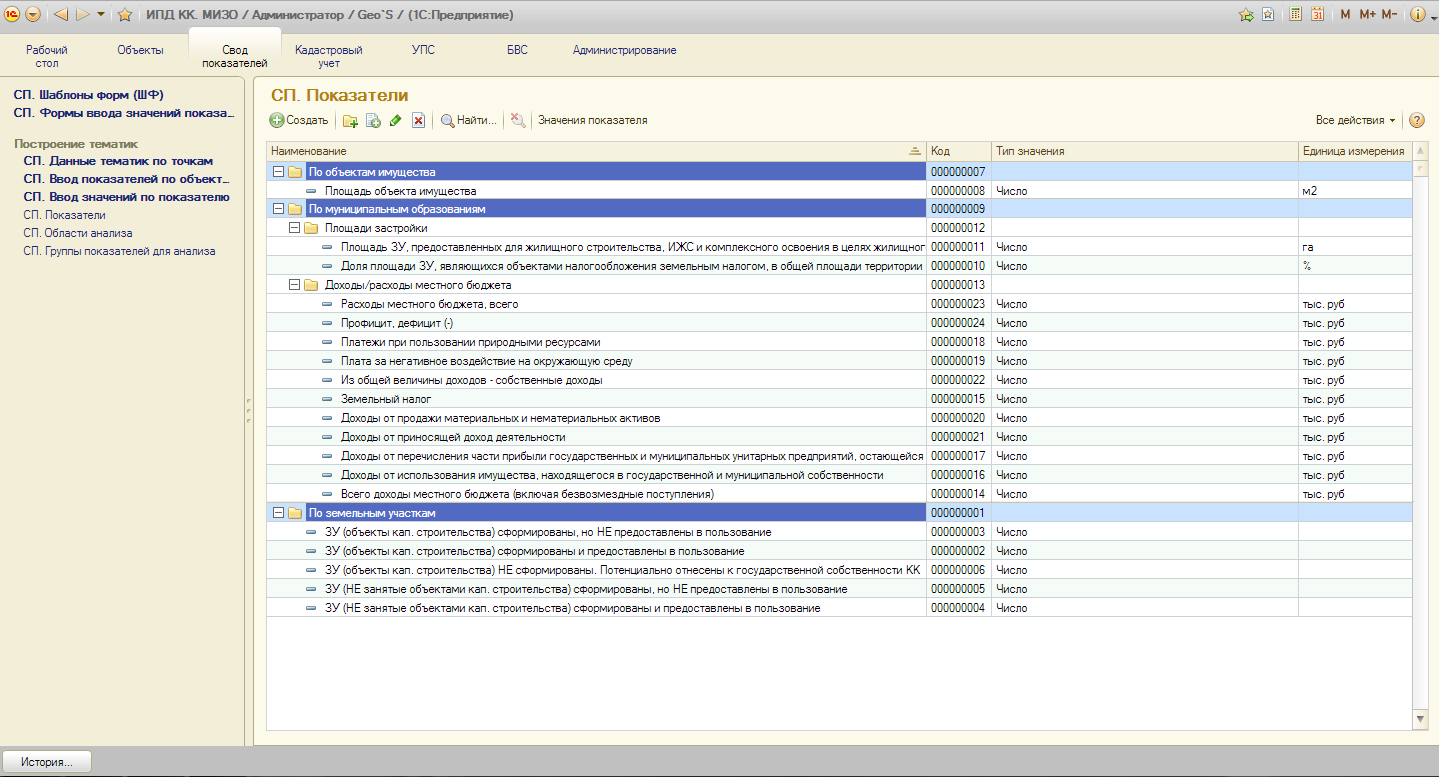 ИПД КК. МИЗО / Администратор / Geo`S / (1С:Предприятие)
M M+ M-
Рабочий стол
Объекты
Свод показателей
Кадастровый учет
УПС
БВС
Администрирование
СП. Шаблоны форм (ШФ)
СП. Формы ввода значений показа...
Построение тематик
СП. Данные тематик по точкам
СП. Ввод показателей по объект...
СП. Ввод значений по показателю
СП. Показатели
СП. Области анализа
СП. Группы показателей для анализа
СП. Показатели
Создать Найти... Значения показателя Все действия
Наименование Код Тип значения Единица измерения
По объектам имущества 000000007
Площадь объекта имущества 000000008 Число м2
По муниципальным образованиям 000000009
Площади застройки 000000012
Площадь ЗУ, предоставленных для жилищного строительства, ИЖС и комплексного освоения в целях жилищног 000000011 Число га
Доля площади ЗУ, являющихся объектами налогообложения земельным налогом, в общей площади территории 000000010 Число %
Доходы/расходы местного бюджета 000000013
Расходы местного бюджета, всего 000000023 Число тыс. руб
Профицит, дефицит (-) 000000024 Число тыс. руб
Платежи при пользовании природными ресурсами 000000018 Число тыс. руб
Плата за негативное воздействие на окружающую среду 000000019 Число тыс. руб
Из общей величины доходов - собственные доходы 000000022 Число тыс. руб
Земельный налог 000000015 Число тыс. руб
Доходы от продажи материальных и нематериальных активов 000000020 Число тыс. руб
Доходы от приносящей доход деятельности 000000021 Число тыс. руб
Доходы от перечисления части прибыли государственных и муниципальных унитарных предприятий, остающейся 000000017 Число тыс. руб
Доходы от использования имущества, находящегося в государственной и муниципальной собственности 000000016 Число тыс. руб
Всего доходы местного бюджета (включая безвозмездные поступления) 000000014 Число тыс. руб
По земельным участкам 000000001
ЗУ (объекты кап. строительства) сформированы, но НЕ предоставлены в пользование 000000003 Число
ЗУ (объекты кап. строительства) сформированы и предоставлены в пользование 000000002 Число
ЗУ (объекты кап. строительства) НЕ сформированы. Потенциально отнесены к государственной собственности КК 000000006 Число
ЗУ (НЕ занятые объектами кап. строительства) сформированы, но НЕ предоставлены в пользование 000000005 Число
ЗУ (НЕ занятые объектами кап. строительства) сформированы и предоставлены в пользование 000000004 Число
История...